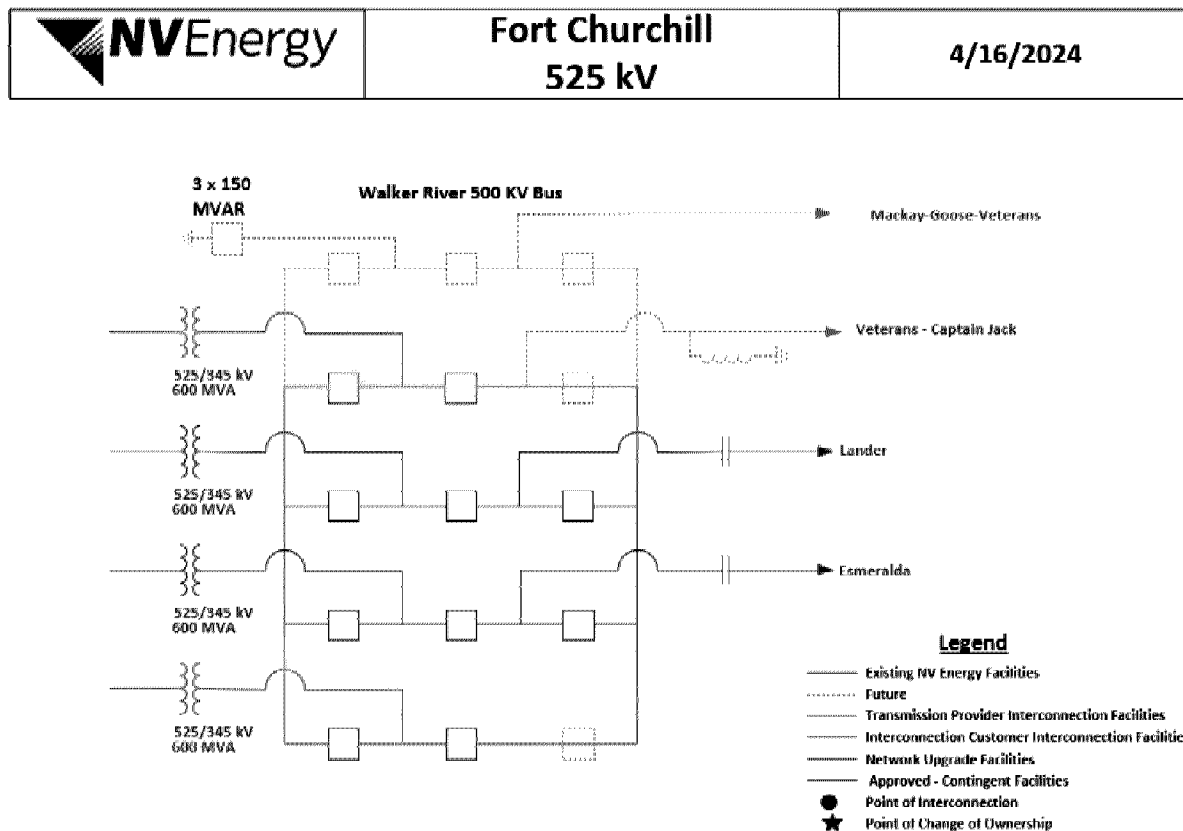 NVEnergy
Fort Churchill
525 kV
4/16/2024
3 x 150
MVAR
Walker River 500 KV Bus
Mackay-Goose-Veterans
Veterans - Captain Jack
525/345 kV
600 MVA
Lander
525/345 kV
600 MVA
Esmeralda
525/345 kV
600 MVA
525/345 kV
600 MVA
Legend
Existing NV Energy Facilities
Future
Transmission Provider Interconnection Facilities
Interconnection Customer Interconnection Facilitie
Network Upgrade Facilities
Approved - Contingent Facilities
Point of Interconnection
Point of Change of Ownership